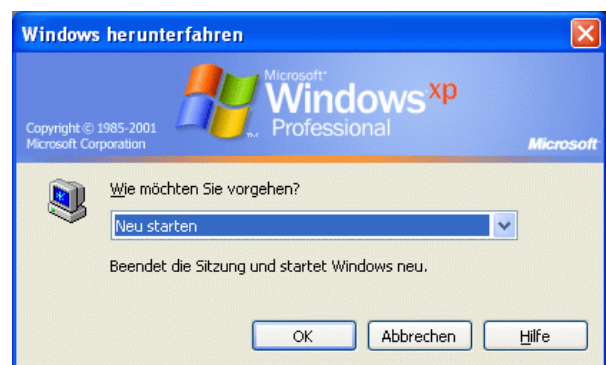 Windows herunterfahren
Microsoft®
Windows xp
Professional
Copyright © 1985-2001
Microsoft Corporation
Microsoft
Wie möchten Sie vorgehen?
Neu starten
Beendet die Sitzung und startet Windows neu.
OK Abbrechen Hilfe